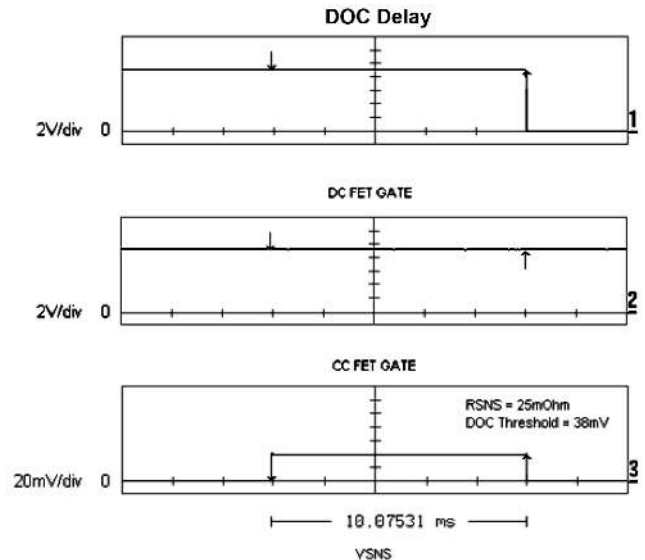 DOC Delay
2V/div 0
1
DC FET GATE
2V/div 0
2
CC FET GATE
RSNS = 25mOhm
DOC Threshold = 38mV
20mV/div 0
3
10.07531 ms
VSNS